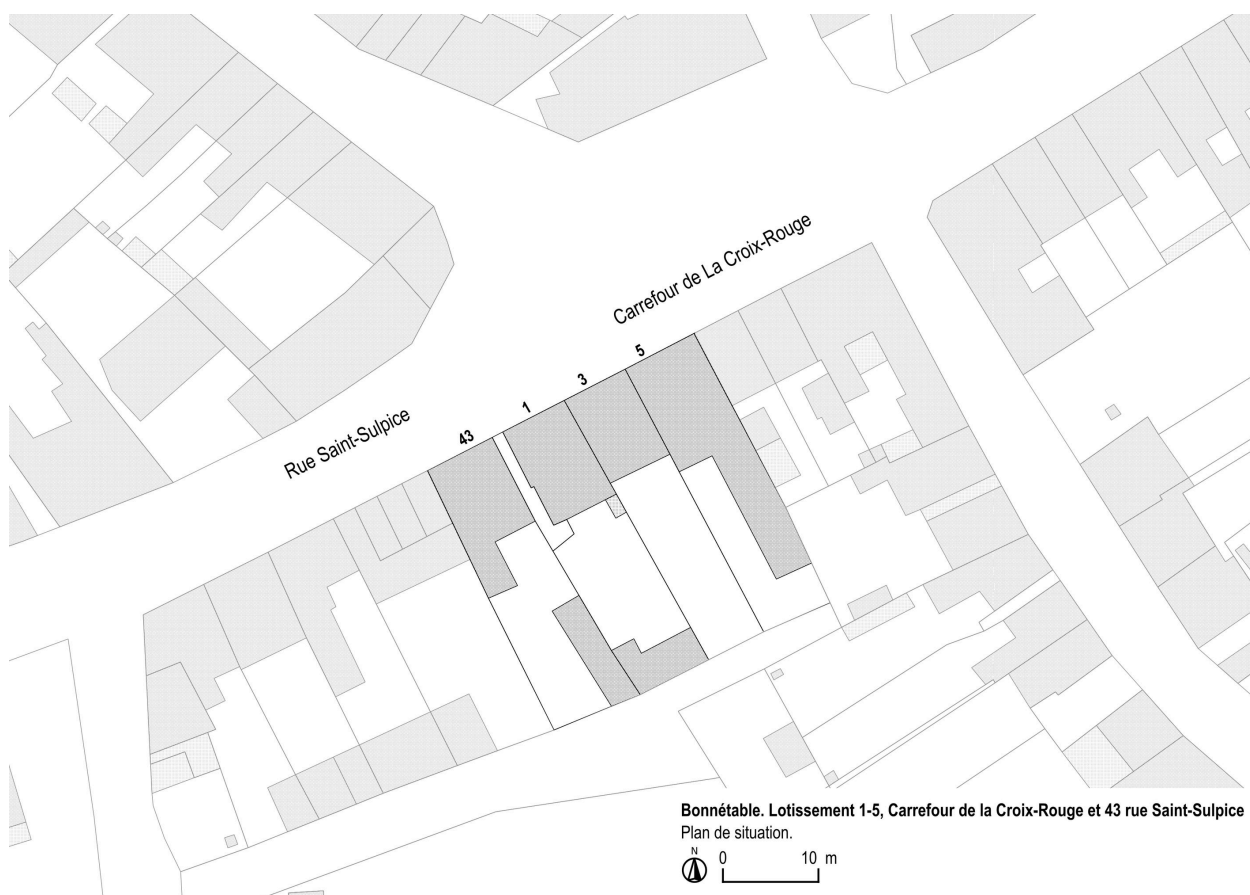 Carrefour de La Croix-Rouge
5
3
1
43
Rue Saint-Sulpice
Bonnétable. Lotissement 1-5, Carrefour de la Croix-Rouge et 43 rue Saint-Sulpice
Plan de situation.
N
0 10 m